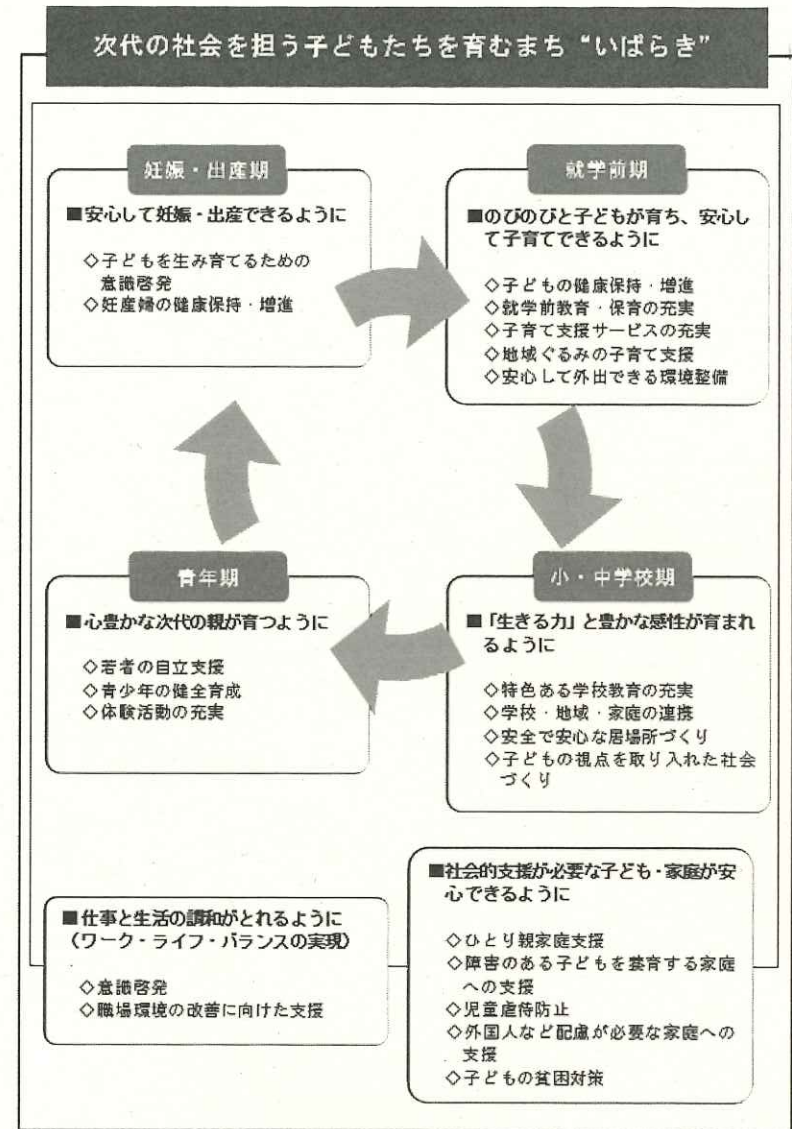 次代の社会を担う子どもたちを育むまち“いばらき”
妊娠・出産期
■安心して妊娠・出産できるように
◇子どもを生み育てるための
意識啓発
◇妊産婦の健康保持・増進
就学前期
■のびのびと子どもが育ち、安心し
て子育てできるように
◇子どもの健康保持・増進
◇就学前教育・保育の充実
◇子育て支援サービスの充実
◇地域ぐるみの子育て支援
◇安心して外出できる環境整備
青年期
■心豊かな次代の親が育つように
◇若者の自立支援
◇青少年の健全育成
◇体験活動の充実
小・中学校期
■「生きる力」と豊かな感性が育まれ
るように
◇特色ある学校教育の充実
◇学校・地域・家庭の連携
◇安全で安心な居場所づくり
◇子どもの視点を取り入れた社会
づくり
■仕事と生活の調和がとれるように
（ワーク・ライフ・バランスの実現）
◇意識啓発
◇職場環境の改善に向けた支援
■社会的支援が必要な子ども・家庭が安
心できるように
◇ひとり親家庭支援
◇障害のある子どもを養育する家庭
への支援
◇児童虐待防止
◇外国人など配慮が必要な家庭への
支援
◇子どもの貧困対策